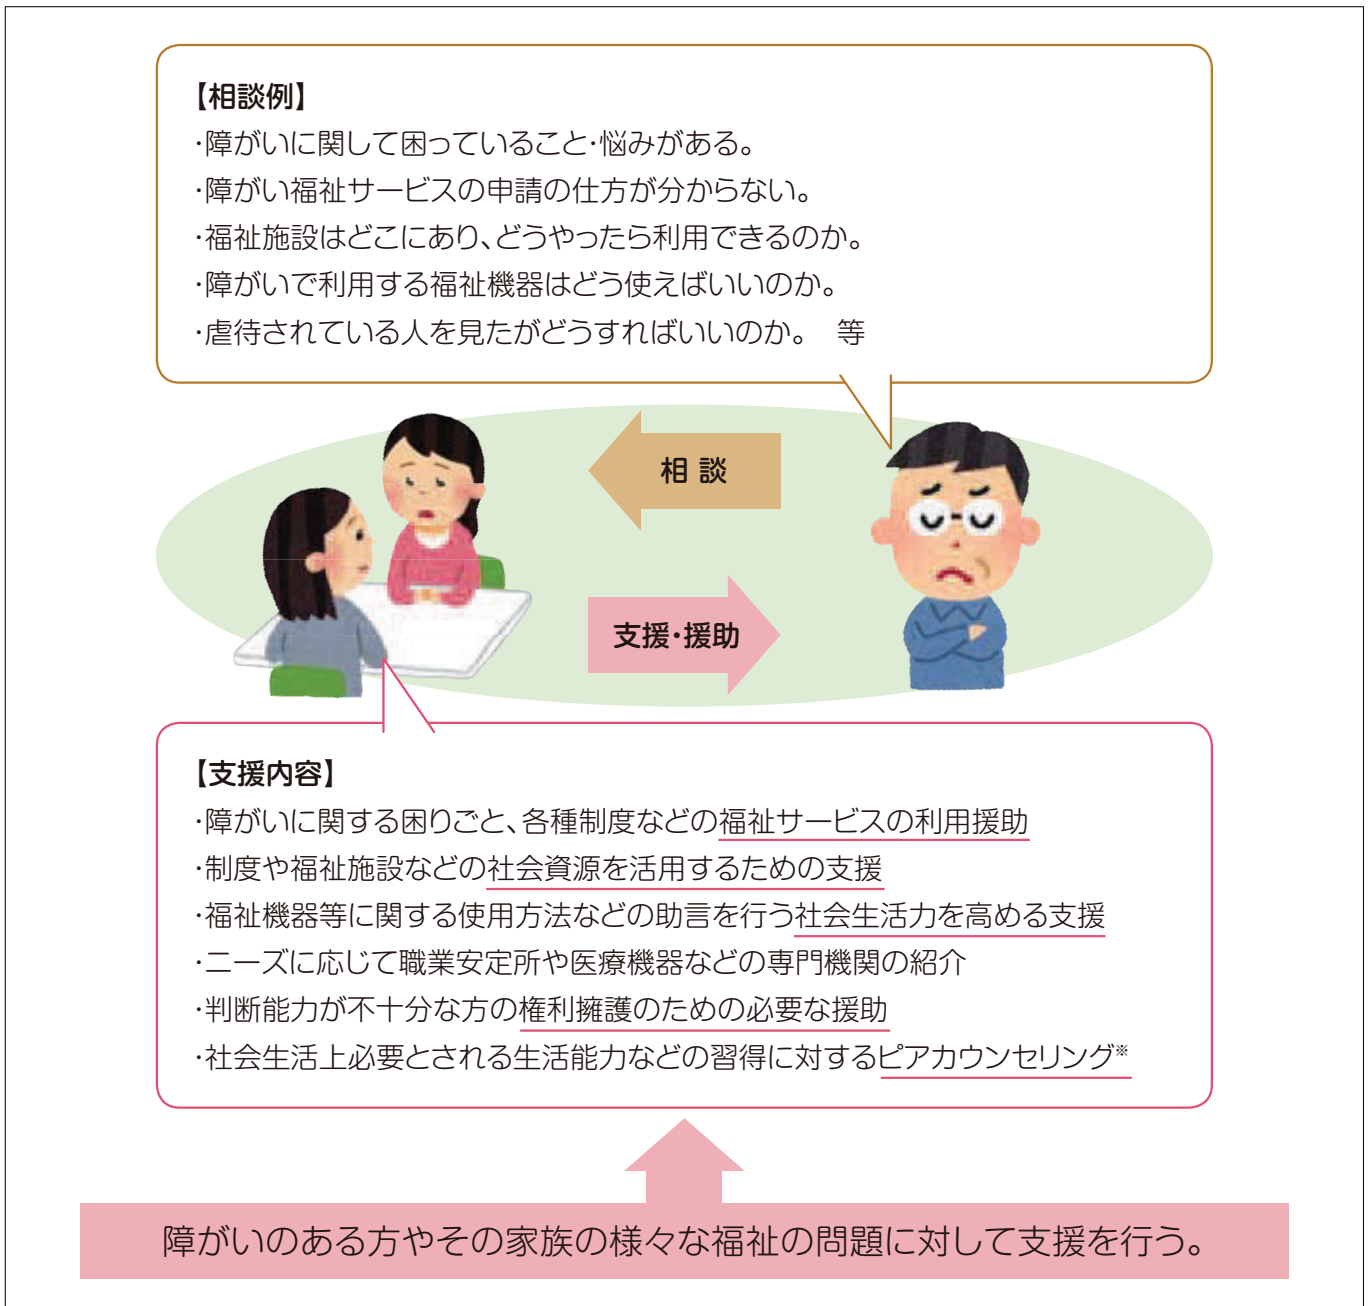 【相談例】
・障がいに関して困っていること・悩みがある。
・障がい福祉サービスの申請の仕方が分からない。
・福祉施設はどこにあり、どうやったら利用できるのか。
・障がいで利用する福祉機器はどう使えばいいのか。
・虐待されている人を見たがどうすればいいのか。　等
相 談
支援・援助
【支援内容】
・障がいに関する困りごと、各種制度などの福祉サービスの利用援助
・制度や福祉施設などの社会資源を活用するための支援
・福祉機器等に関する使用方法などの助言を行う社会生活力を高める支援
・ニーズに応じて職業安定所や医療機器などの専門機関の紹介
・判断能力が不十分な方の権利擁護のための必要な援助
・社会生活上必要とされる生活能力などの習得に対するピアカウンセリング※
障がいのある方やその家族の様々な福祉の問題に対して支援を行う。